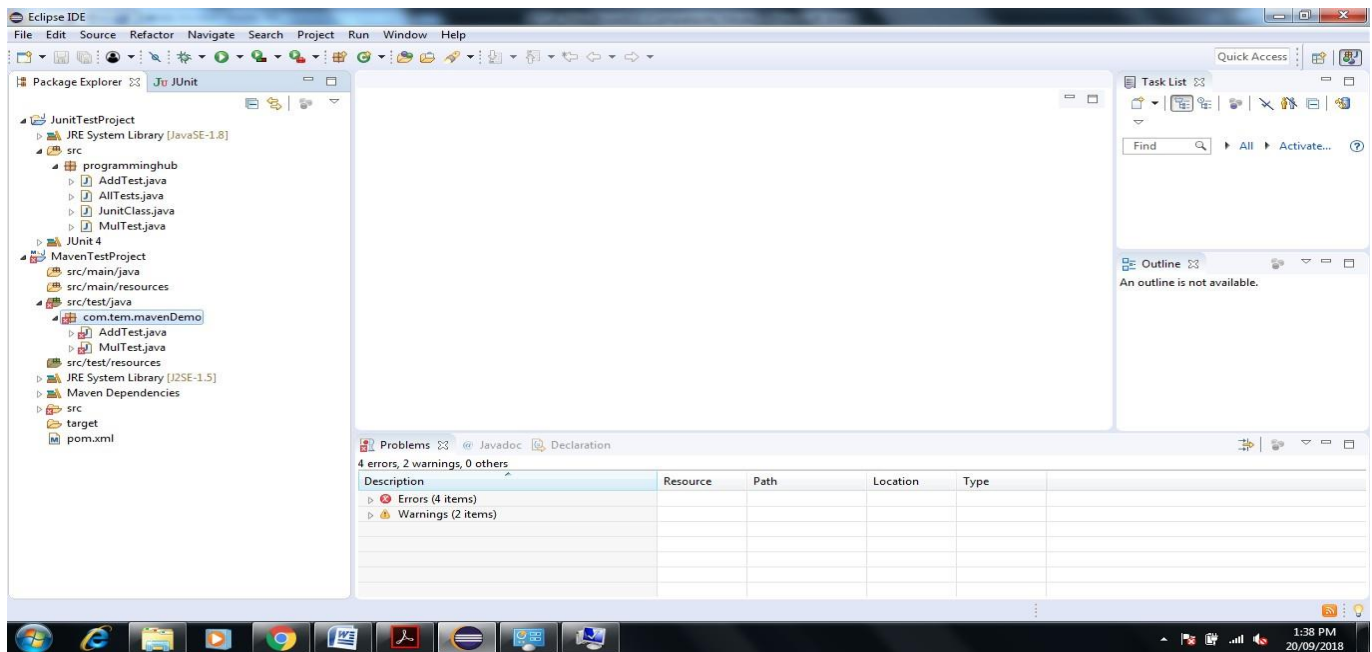 Eclipse IDE
File Edit Source Refactor Navigate Search Project Run Window Help
Quick Access
Package Explorer JUnit
JunitTestProject
JRE System Library [JavaSE-1.8]
src
programminghub
AddTest.java
AllTests.java
JunitClass.java
MulTest.java
JUnit 4
MavenTestProject
src/main/java
src/main/resources
src/test/java
com.tem.mavenDemo
AddTest.java
MulTest.java
src/test/resources
JRE System Library [J2SE-1.5]
Maven Dependencies
src
target
pom.xml
Problems @ Javadoc Declaration
4 errors, 2 warnings, 0 others
Description Resource Path Location Type
Errors (4 items)
Warnings (2 items)
Task List
Find All Activate...
Outline
An outline is not available.
1:38 PM
20/09/2018